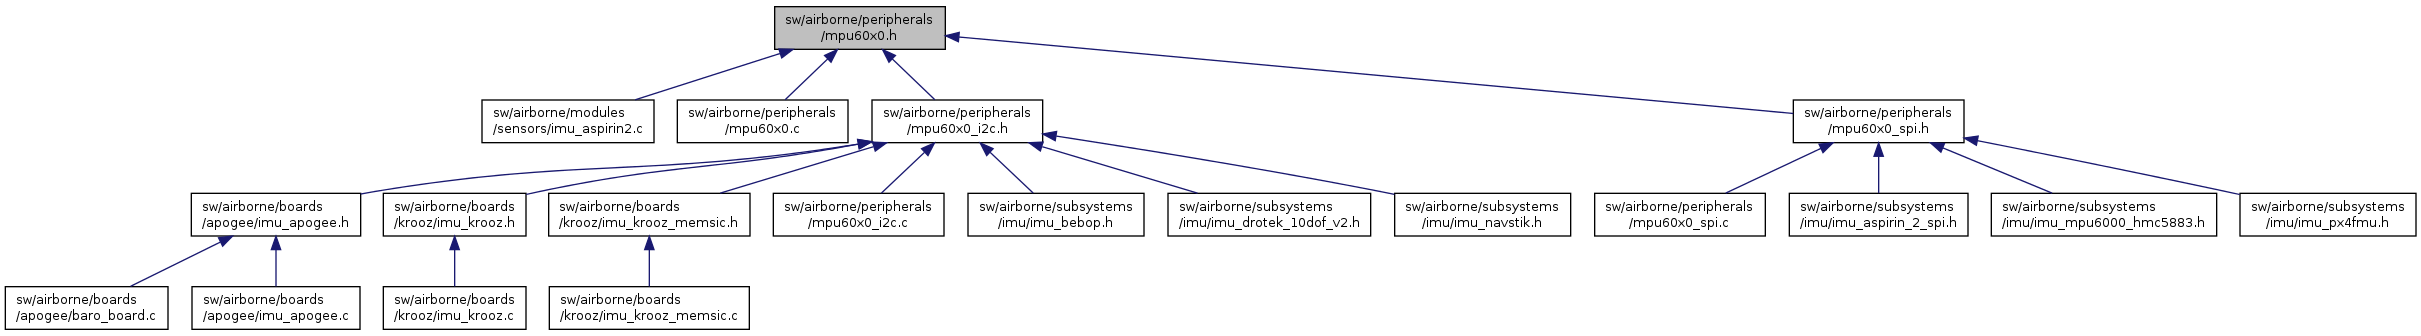 sw/airborne/peripherals
/mpu60x0.h
sw/airborne/modules
/sensors/imu_aspirin2.c
sw/airborne/peripherals
/mpu60x0.c
sw/airborne/peripherals
/mpu60x0_i2c.h
sw/airborne/peripherals
/mpu60x0_spi.h
sw/airborne/boards
/apogee/imu_apogee.h
sw/airborne/boards
/krooz/imu_krooz.h
sw/airborne/boards
/krooz/imu_krooz_memsic.h
sw/airborne/peripherals
/mpu60x0_i2c.c
sw/airborne/subsystems
/imu/imu_bebop.h
sw/airborne/subsystems
/imu/imu_drotek_10dof_v2.h
sw/airborne/subsystems
/imu/imu_navstik.h
sw/airborne/peripherals
/mpu60x0_spi.c
sw/airborne/subsystems
/imu/imu_aspirin_2_spi.h
sw/airborne/subsystems
/imu/imu_mpu6000_hmc5883.h
sw/airborne/subsystems
/imu/imu_px4fmu.h
sw/airborne/boards
/apogee/baro_board.c
sw/airborne/boards
/apogee/imu_apogee.c
sw/airborne/boards
/krooz/imu_krooz.c
sw/airborne/boards
/krooz/imu_krooz_memsic.c